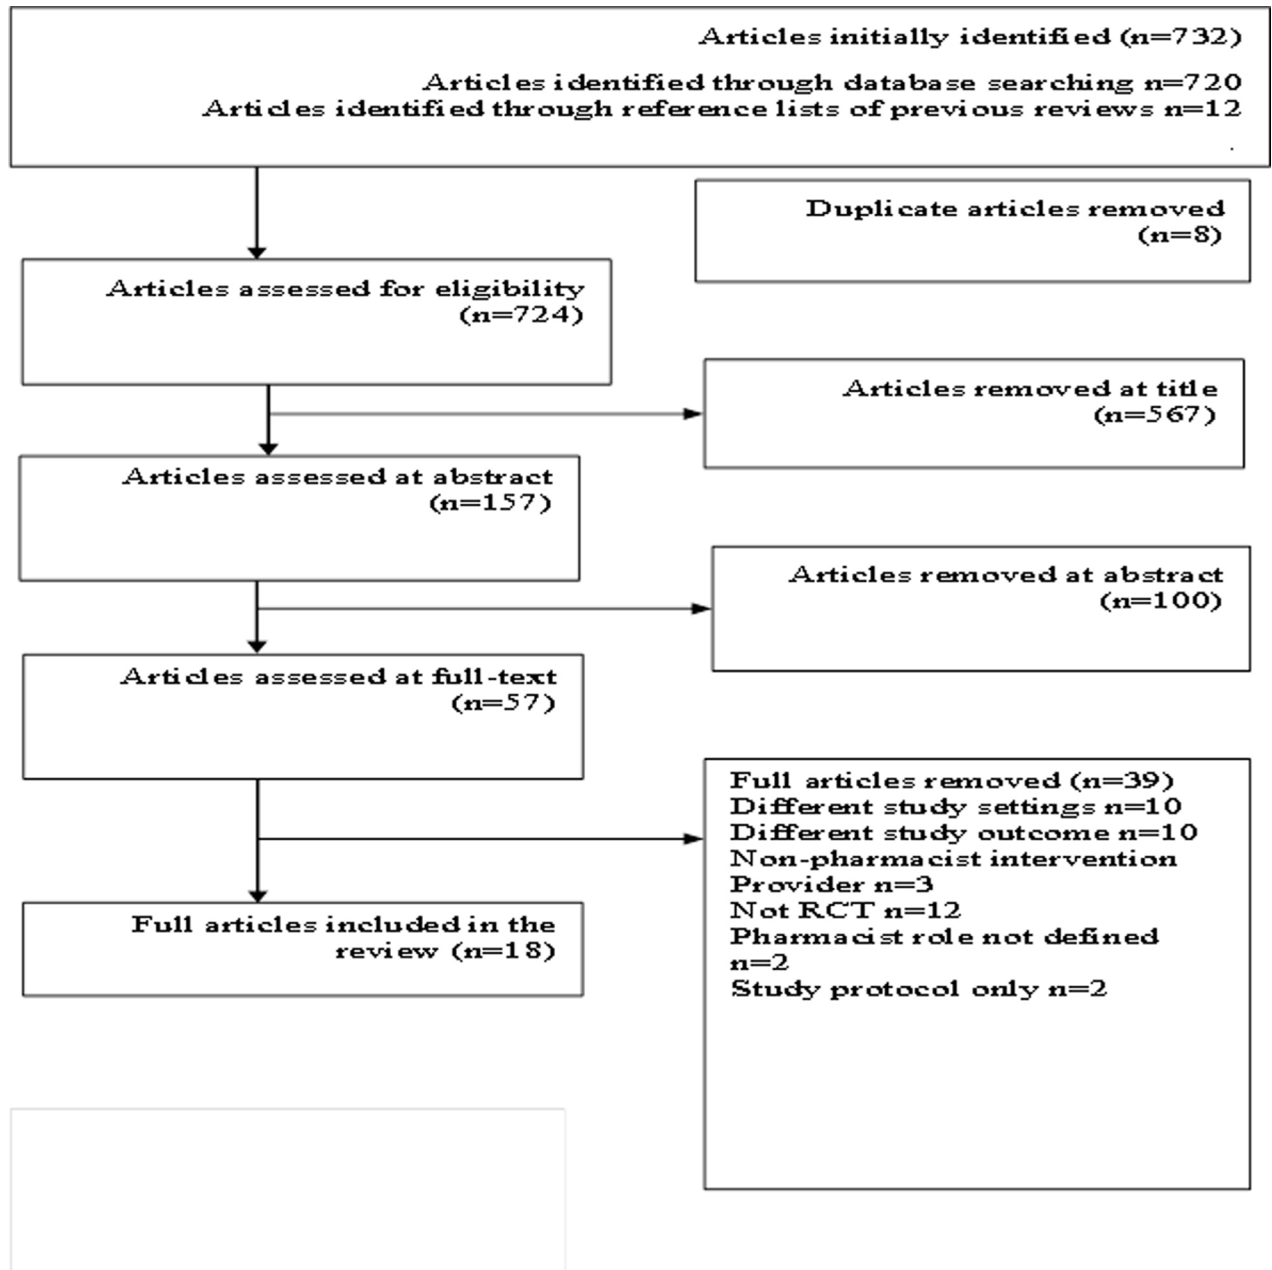 Articles initially identified (n=732)
Articles identified through database searching n=720
Articles identified through reference lists of previous reviews n=12
.
Duplicate articles removed
(n=8)
Articles assessed for eligibility
(n=724)
Articles removed at title
(n=567)
Articles assessed at abstract
(n=157)
Articles removed at abstract
(n=100)
Articles assessed at full-text
(n=57)
Full articles removed (n=39)
Different study settings n=10
Different study outcome n=10
Non-pharmacist intervention
Provider n=3
Not RCT n=12
Pharmacist role not defined
n=2
Study protocol only n=2
Full articles included in the
review (n=18)